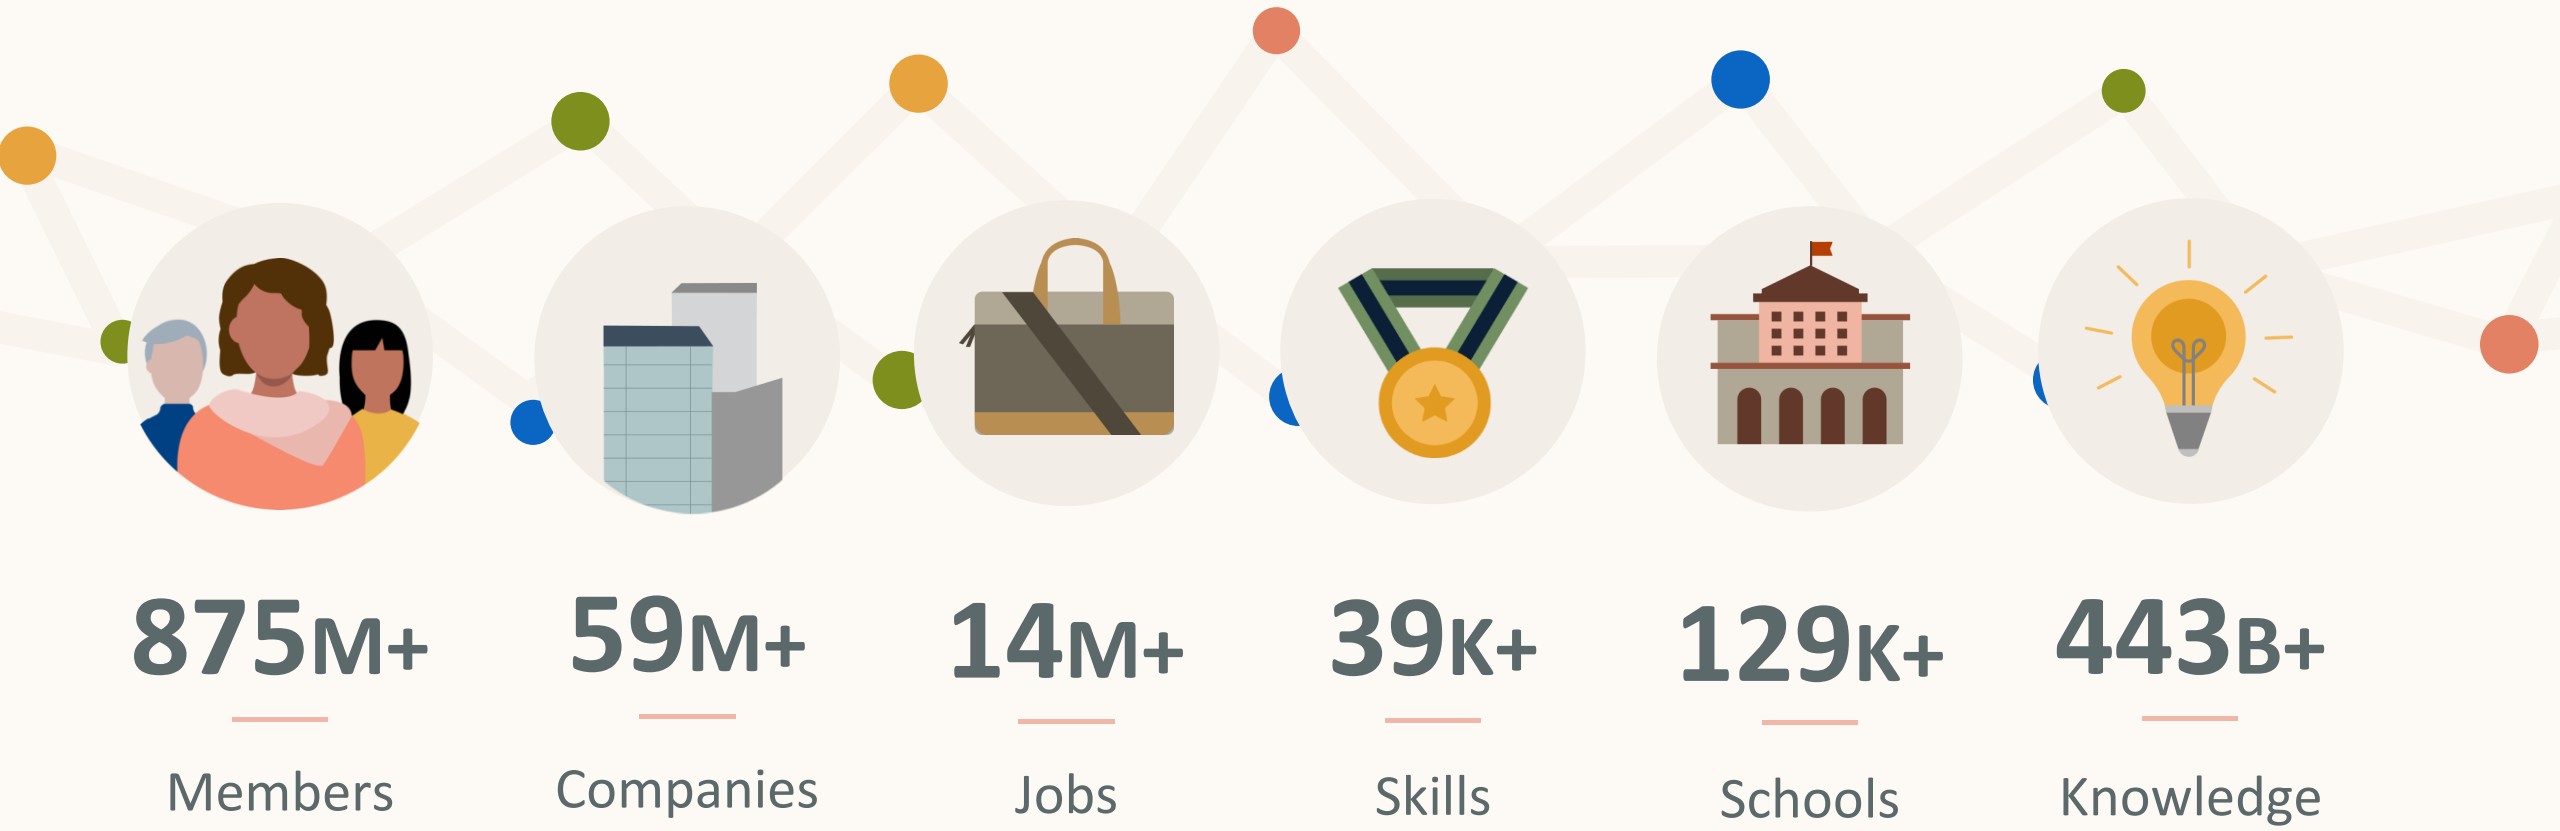 875M+ 59M+ 14M+ 39K+ 129K+ 443B+
Members Companies Jobs Skills Schools Knowledge